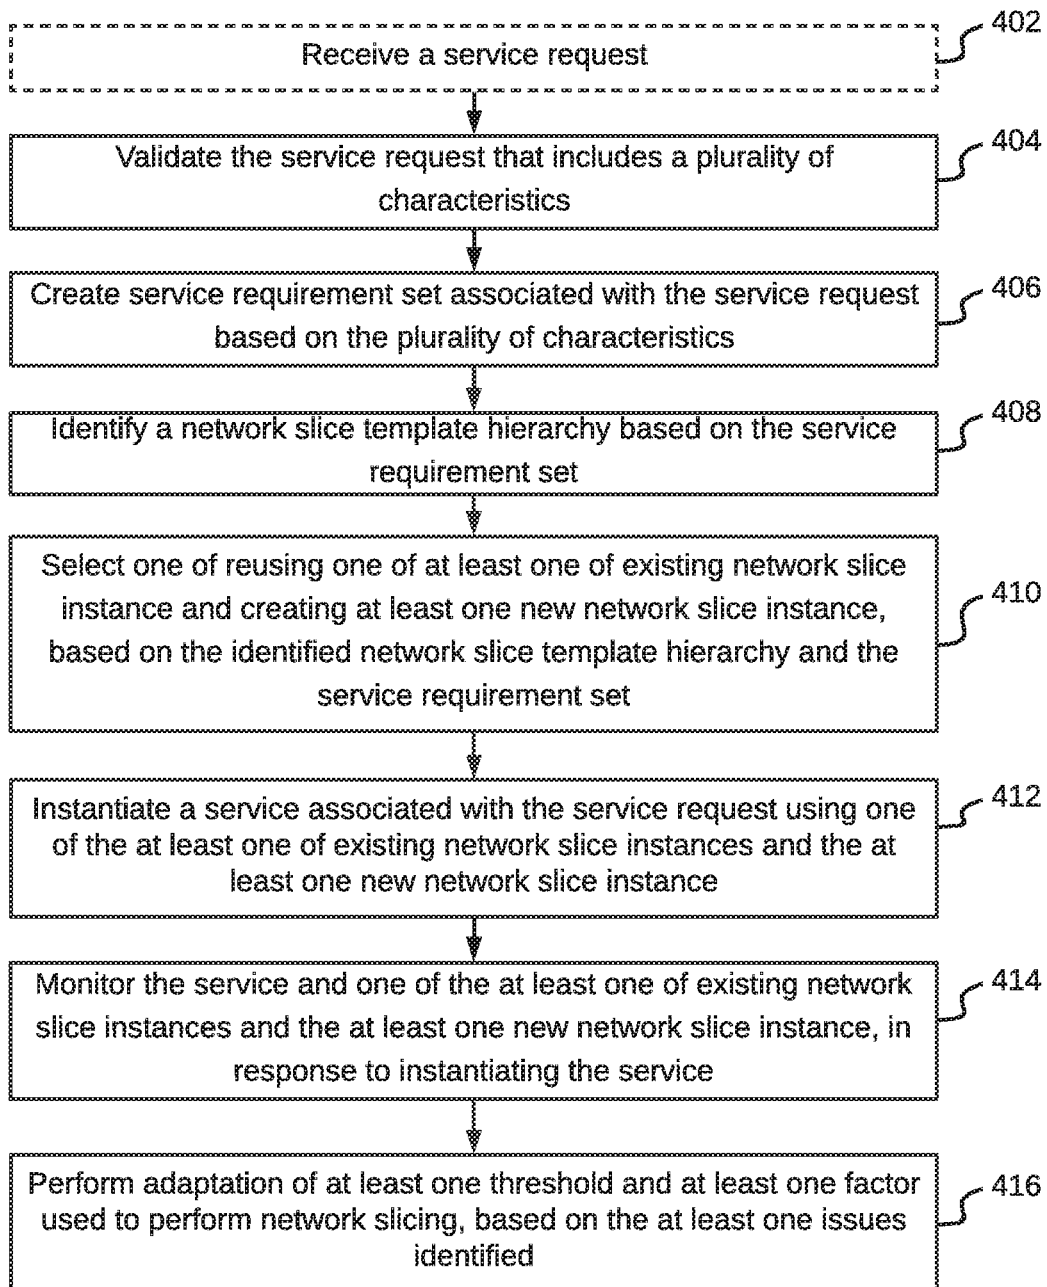 402
Receive a service request
404
Validate the service request that includes a plurality of
characteristics
406
Create service requirement set associated with the service request
based on the plurality of characteristics
408
Identify a network slice template hierarchy based on the service
requirement set
410
Select one of reusing one of at least one of existing network slice
instance and creating at least one new network slice instance,
based on the identified network slice template hierarchy and the
service requirement set
412
Instantiate a service associated with the service request using one
of the at least one of existing network slice instances and the at
least one new network slice instance
414
Monitor the service and one of the at least one of existing network
slice instances and the at least one new network slice instance, in
response to instantiating the service
416
Perform adaptation of at least one threshold and at least one factor
used to perform network slicing, based on the at least one issues
identified